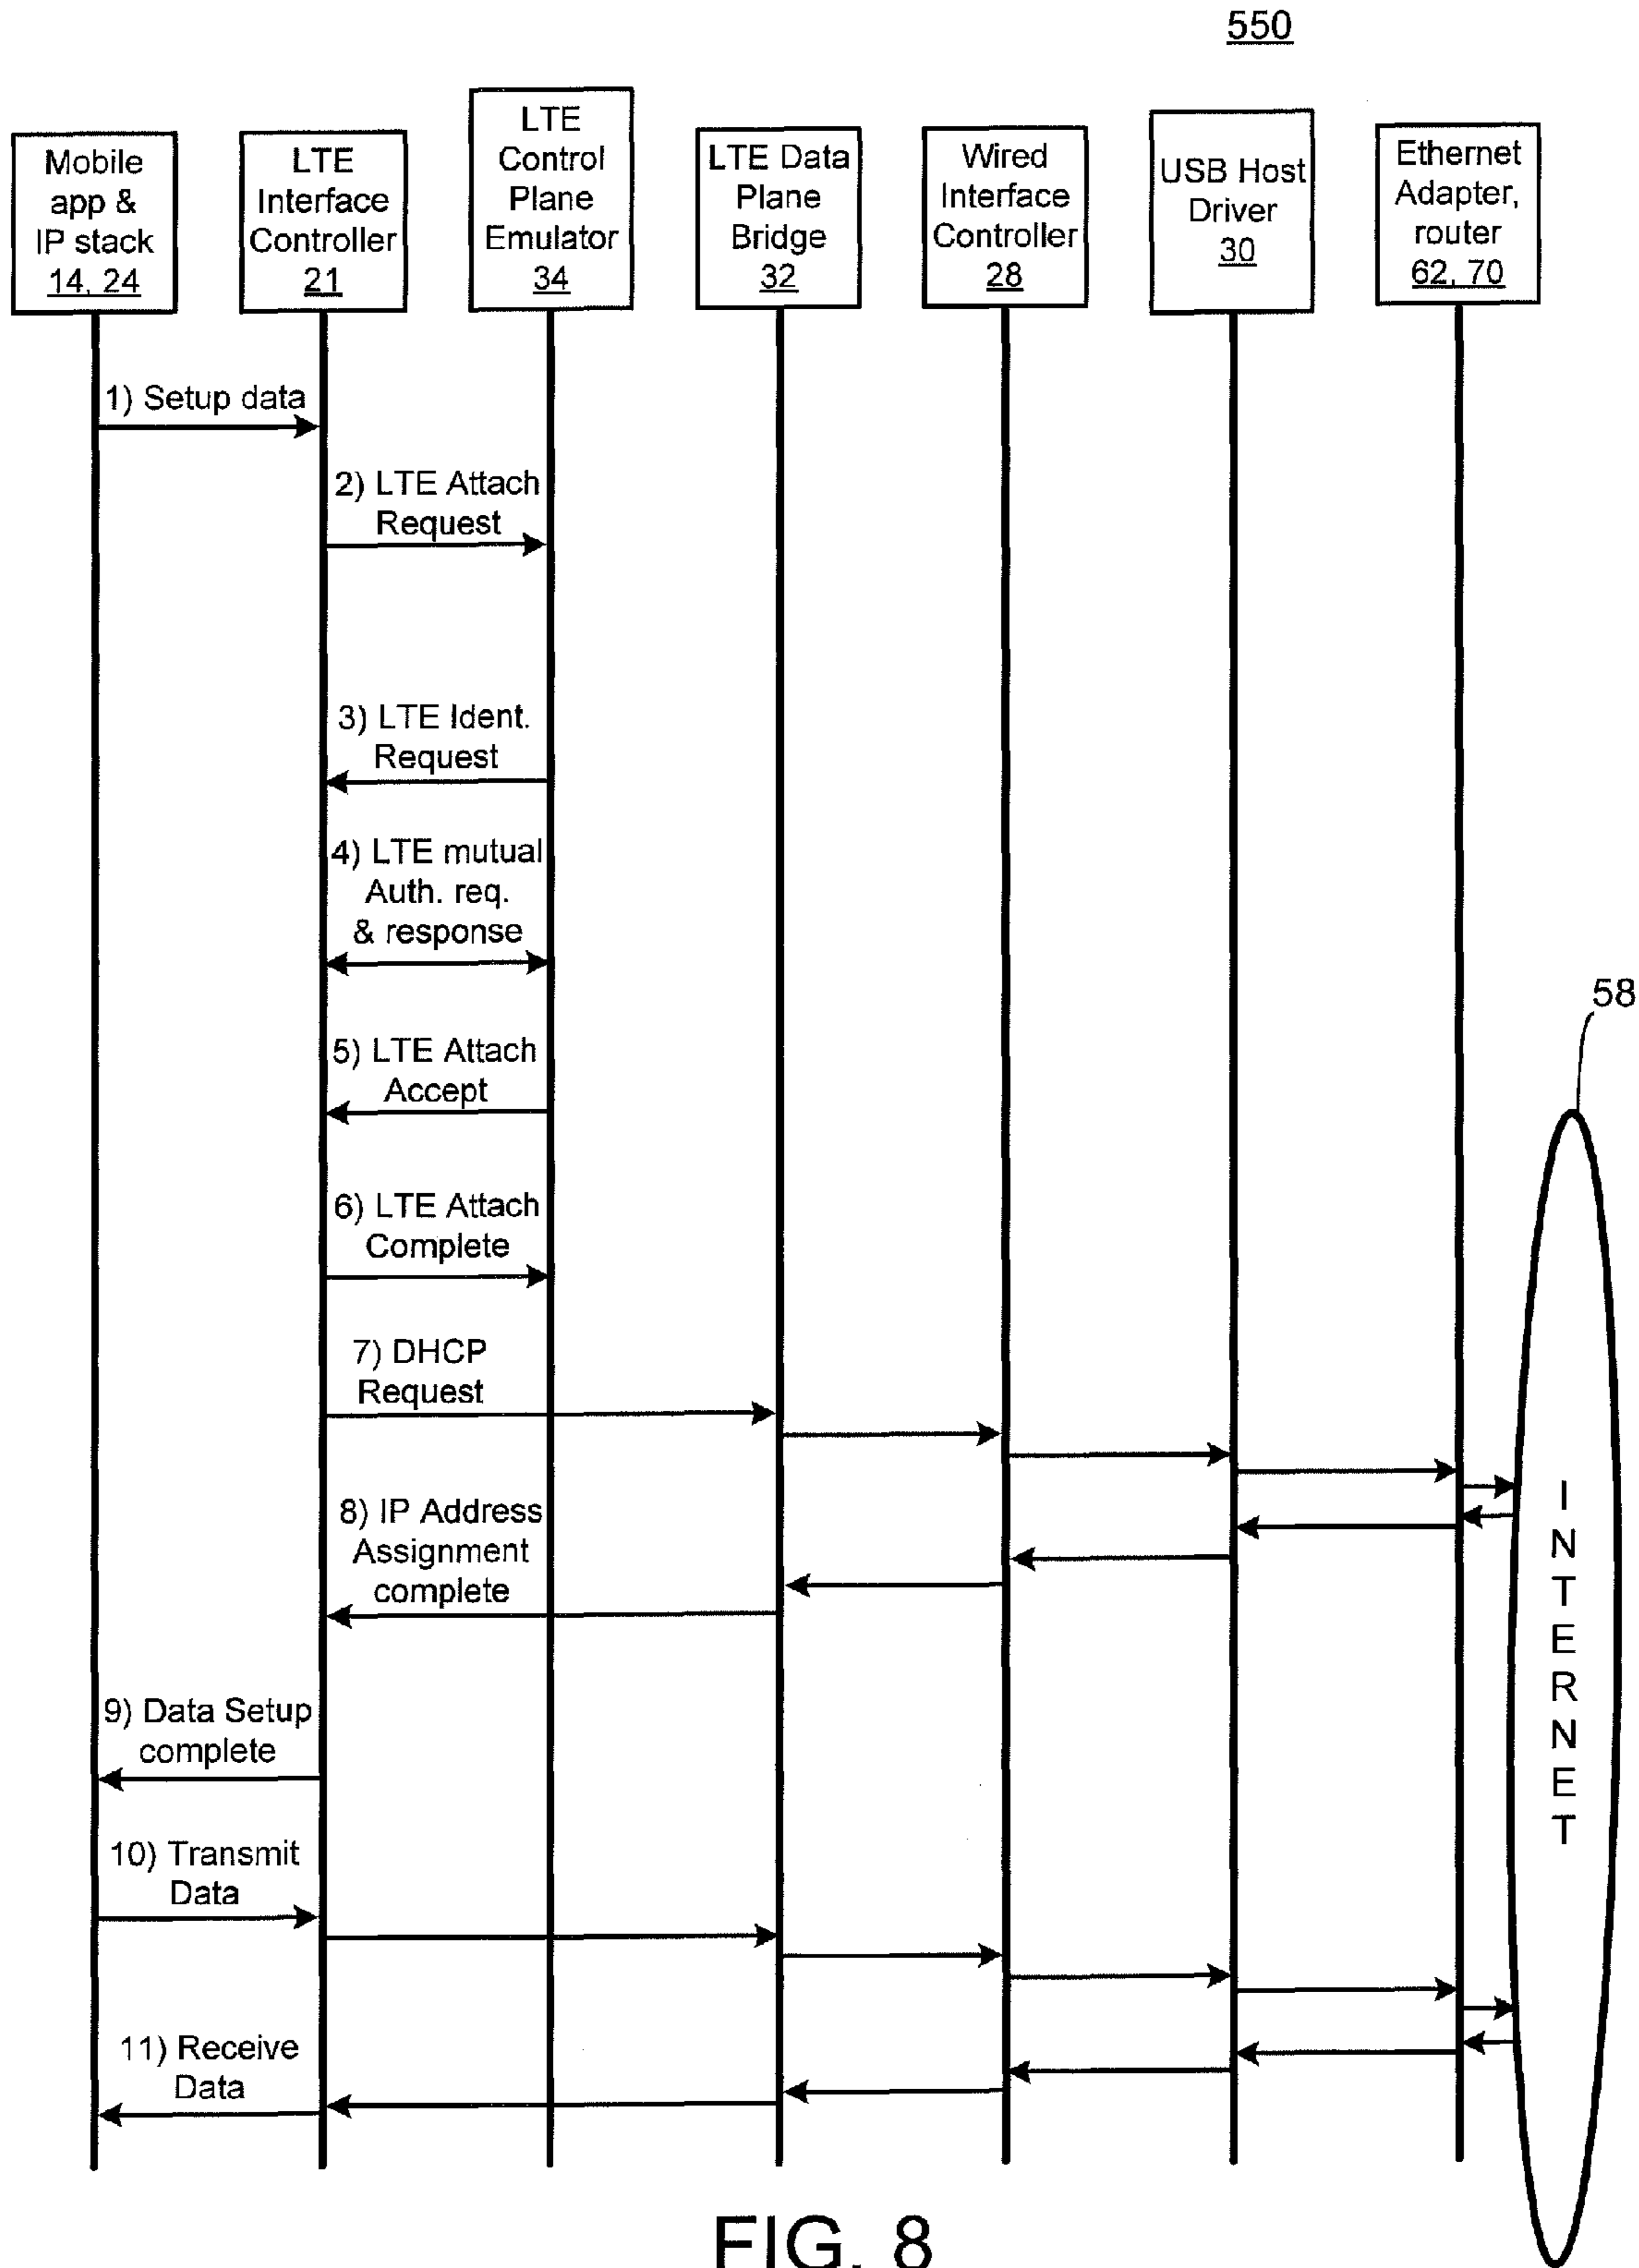 550
Mobile
app &
IP stack
14, 24
LTE
Interface
Controller
21
LTE
Control
Plane
Emulator
34
LTE Data
Plane
Bridge
32
Wired
Interface
Controller
28
USB Host
Driver
30
Ethernet
Adapter,
router
62, 70
1) Setup data
2) LTE Attach
Request
3) LTE Ident.
Request
4) LTE mutual
Auth. req.
& response
5) LTE Attach
Accept
58
6) LTE Attach
Complete
7) DHCP
Request
8) IP Address
Assignment
complete
INTERNET
9) Data Setup
complete
10) Transmit
Data
11) Receive
Data
FIG. 8